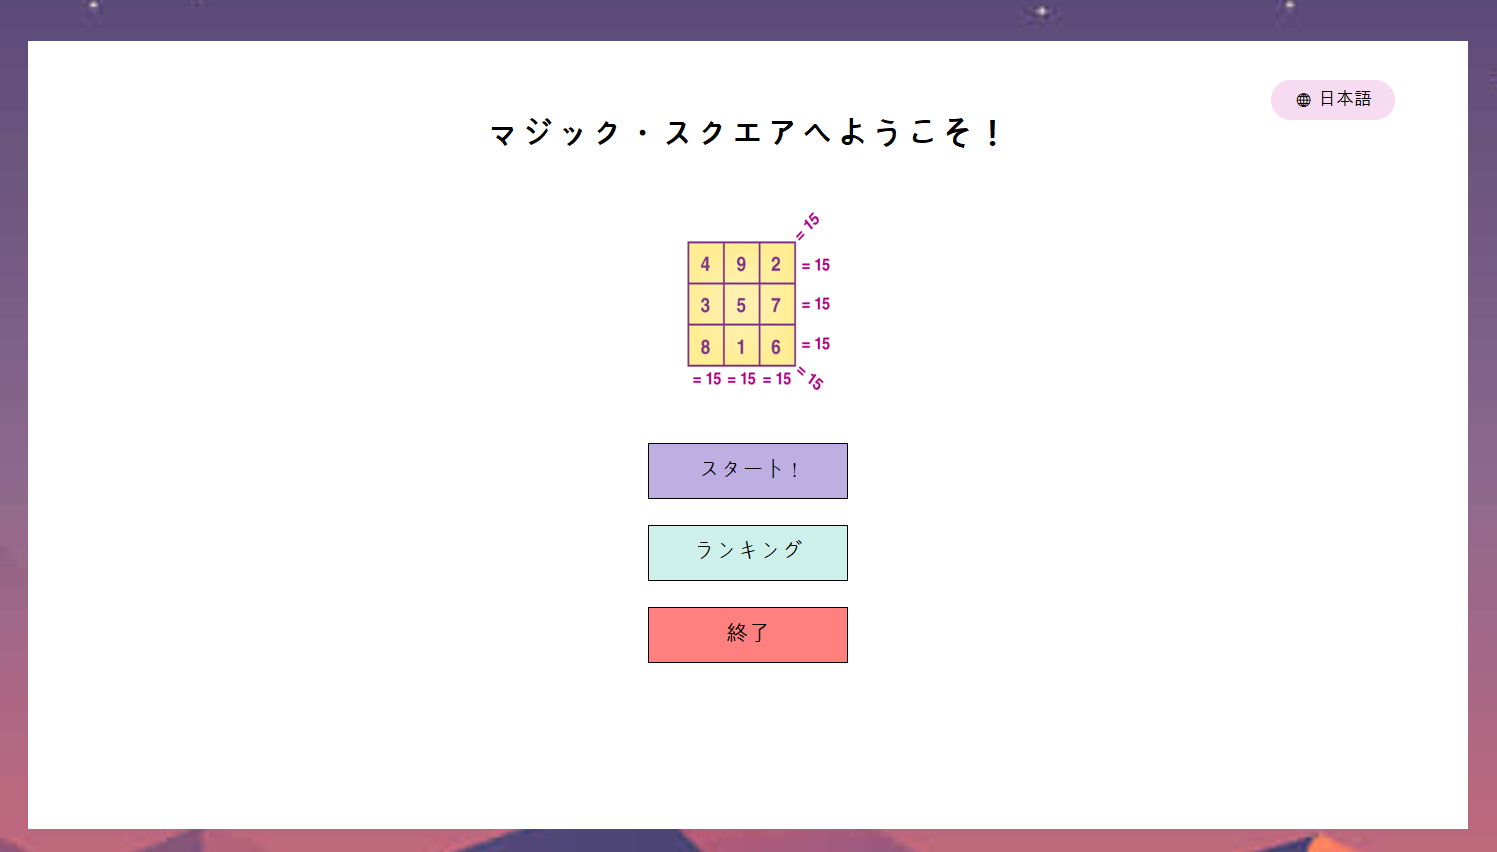 日本語
マジック・スクエアへようこそ！
= 15
4 9 2 = 15
3 5 7 = 15
8 1 6 = 15
= 15 = 15 = 15 = 15
スタート！
ランキング
終了